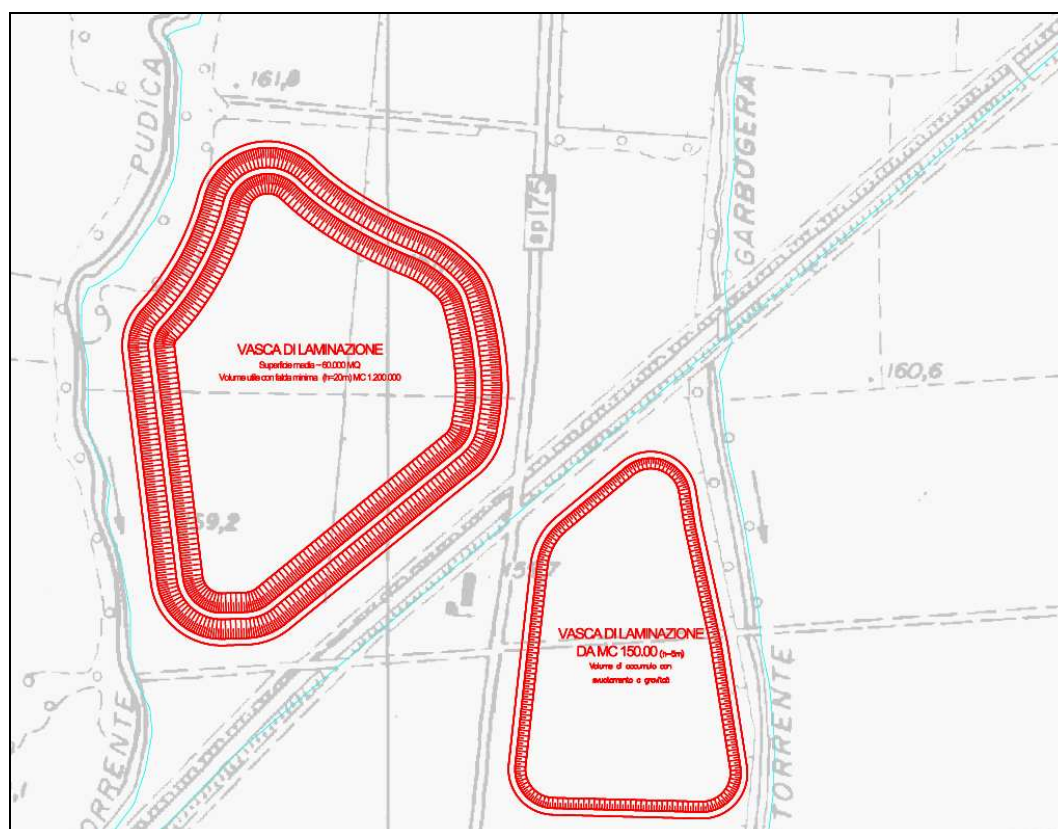 PUDICA
161,8
sp175
GARBOGERA
VASCA DI LAMINAZIONE
Superficie media ~60.000 MQ
Volume utile con falda minima (h=20m) MC 1.200.000
160,6
69,2
VASCA DI LAMINAZIONE
DA MC 150.00 (h=5m)
Volume di accumulo con
svuotamento a gravità
ORRENTE
TORRENTE